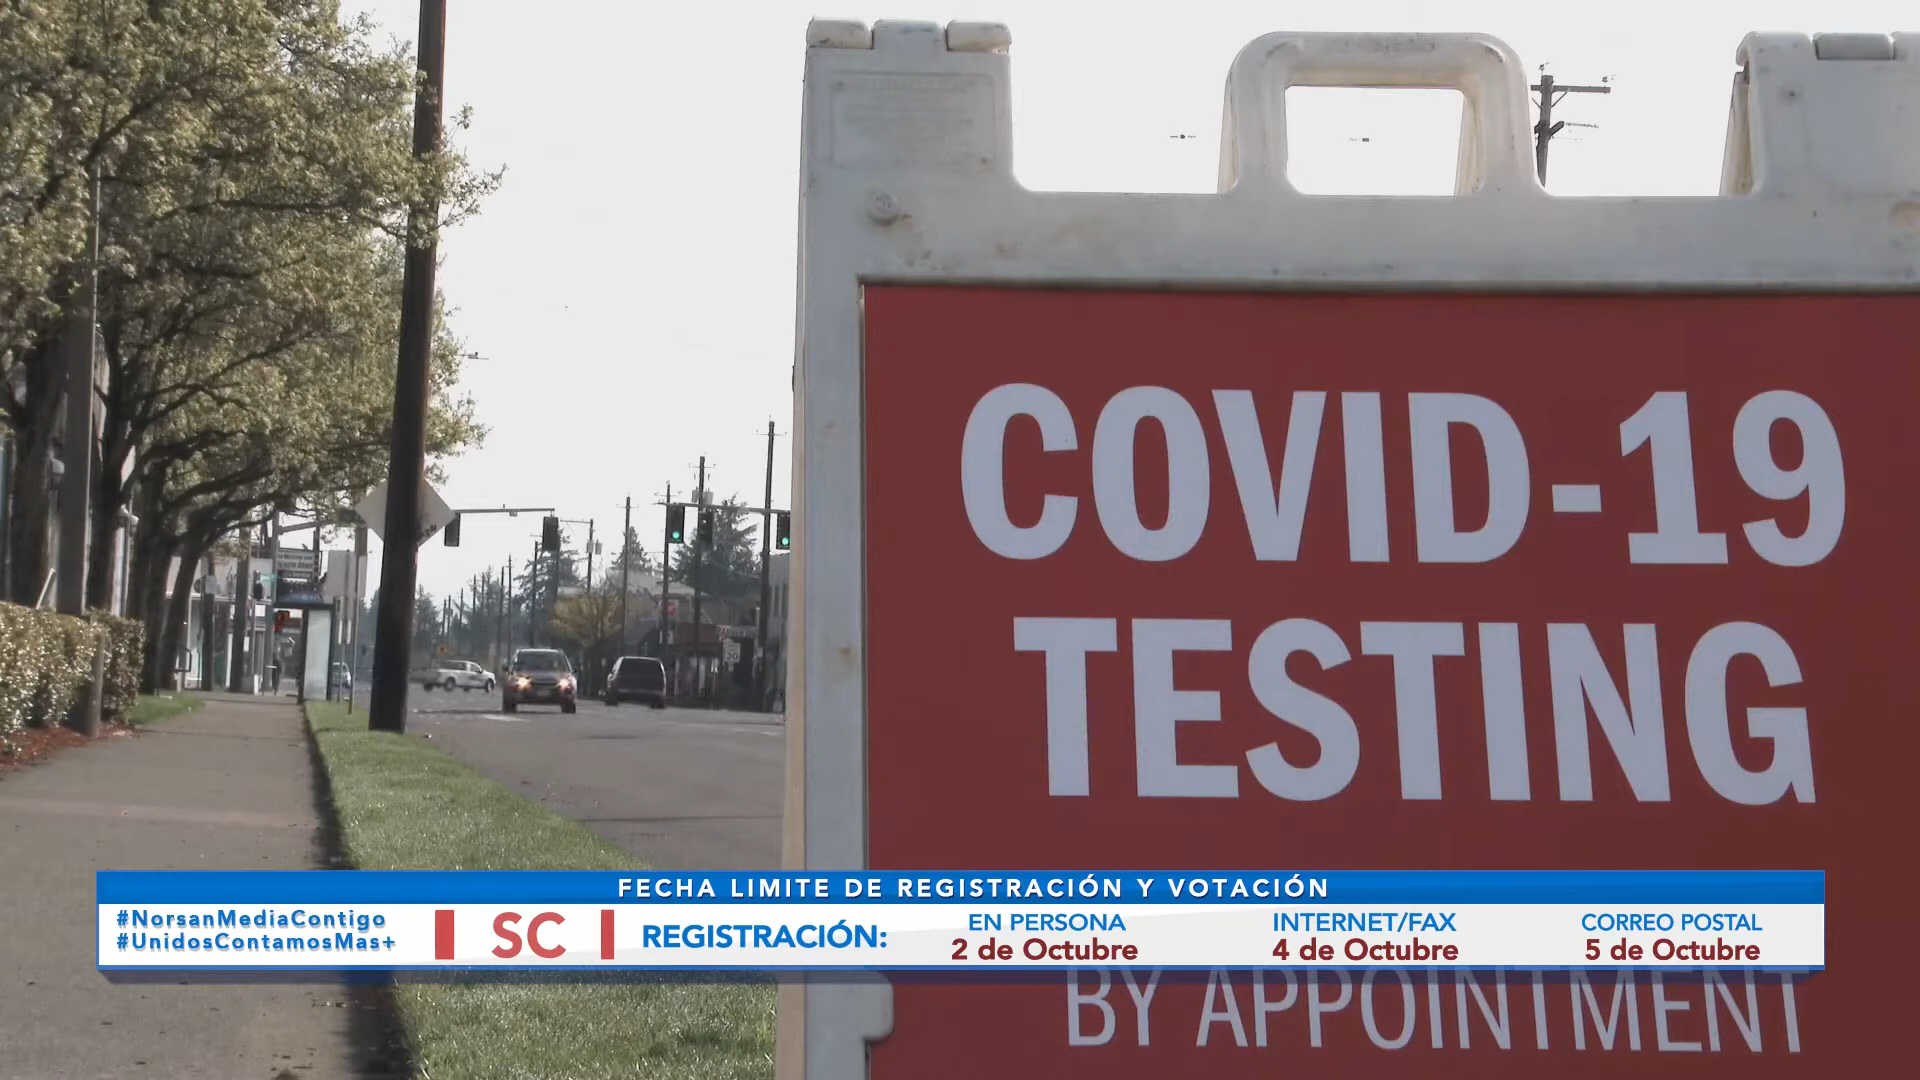 COVID-19
TESTING
FECHA LIMITE DE REGISTRACIÓN Y VOTACIÓN
#NorsanMediaContigo
#UnidosContamosMas+
SC
REGISTRACIÓN:
EN PERSONA
2 de Octubre
INTERNET/FAX
4 de Octubre
CORREO POSTAL
5 de Octubre
BY APPOINTMENT